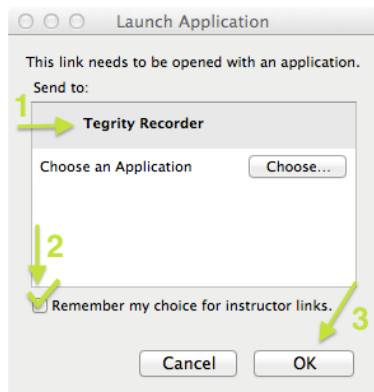 Launch Application
This link needs to be opened with an application.
Send to:
1
Tegrity Recorder
Choose an Application Choose...
2
Remember my choice for instructor links.
3
Cancel OK